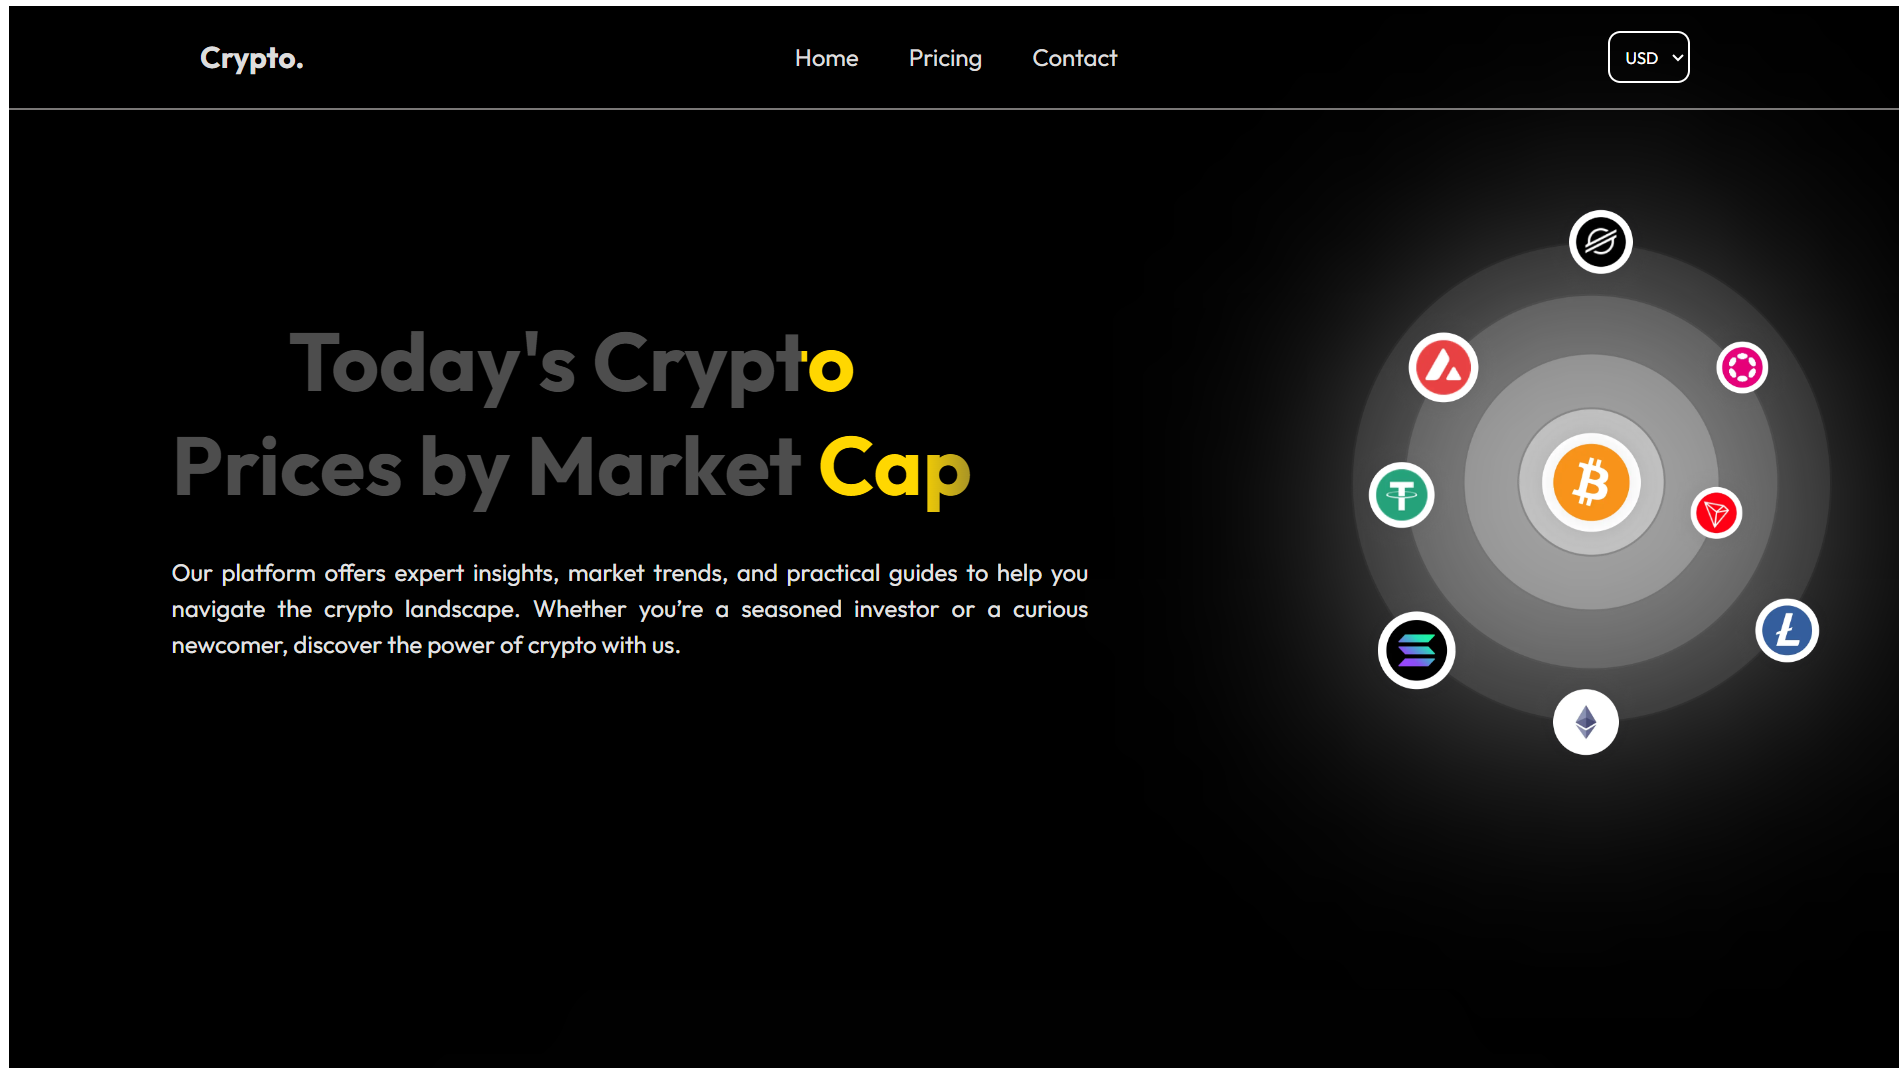 Crypto.
Home
Pricing
Contact
USD
Today's Crypto
Prices by Market Cap
Our platform offers expert insights, market trends, and practical guides to help you
navigate the crypto landscape. Whether you’re a seasoned investor or a curious
newcomer, discover the power of crypto with us.